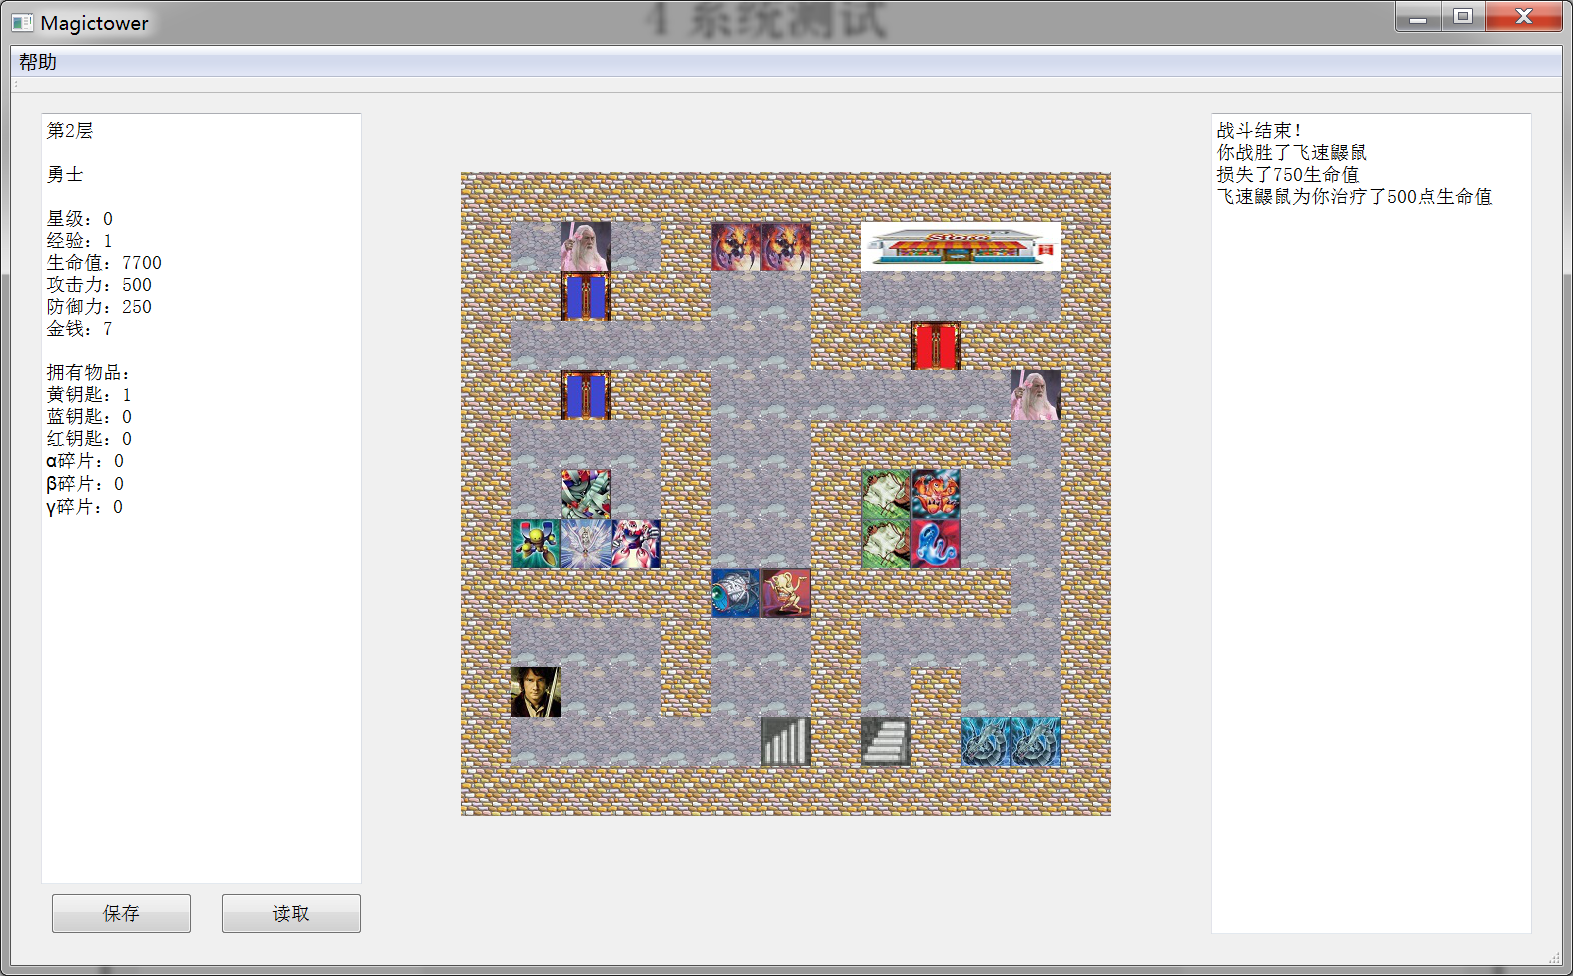 4 系统测试
Magictower
帮助
第2层
勇士
星级：0
经验：1
生命值：7700
攻击力：500
防御力：250
金钱：7
拥有物品：
黄钥匙：1
蓝钥匙：0
红钥匙：0
α碎片：0
β碎片：0
γ碎片：0
保存
读取
战斗结束！
你战胜了飞速鼹鼠
损失了750生命值
飞速鼹鼠为你治疗了500点生命值